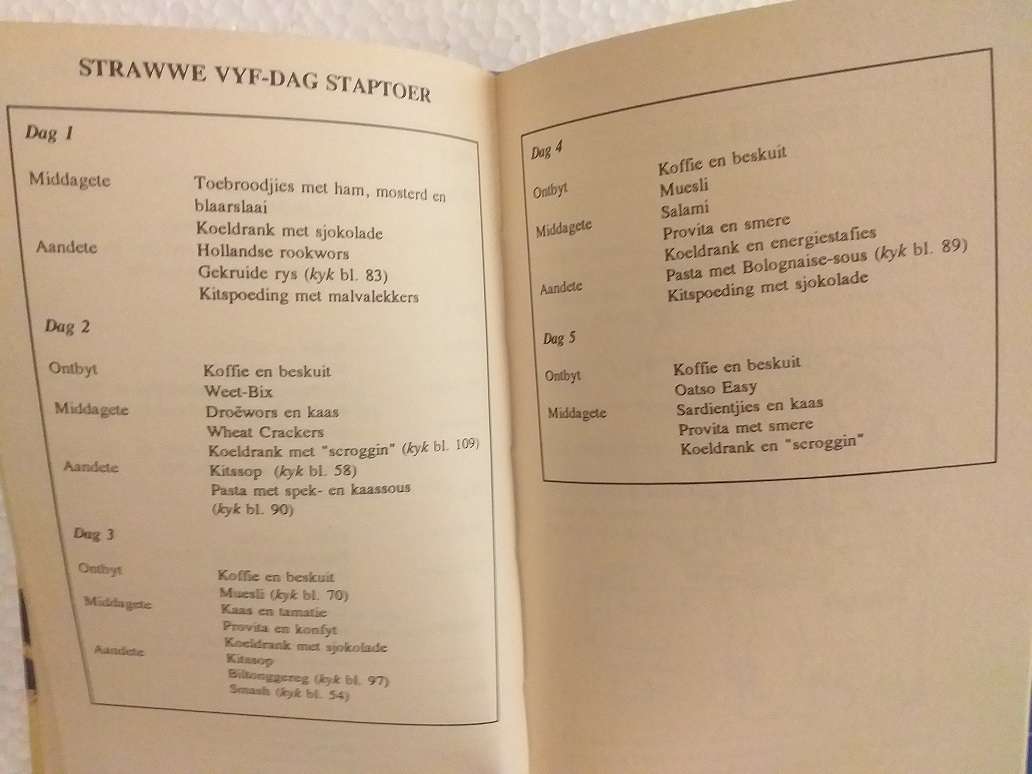 STRAWWE VYF-DAG STAPTOER
Dag 1
Middagete Toebroodjies met ham, mosterd en
blaarslaai
Koeldrank met sjokolade
Aandete Hollandse rookwors
Gekruide rys (kyk bl. 83)
Kitspoeding met malvalekkers
Dag 2
Ontbyt Koffie en beskuit
Weet-Bix
Middagete Droëwors en kaas
Wheat Crackers
Koeldrank met "scroggin" (kyk bl. 109)
Aandete Kitssop (kyk bl. 58)
Pasta met spek- en kaassous
(kyk bl. 90)
Dag 3
Ontbyt Koffie en beskuit
Muesli (kyk bl. 70)
Middagete Kaas en tamatie
Provita en konfyt
Koeldrank met sjokolade
Aandete Kitssop
Biltonggereg (kyk bl. 97)
Smash (kyk bl. 54)
Dag 4
Ontbyt Koffie en beskuit
Muesli
Middagete Salami
Provita en smere
Koeldrank en energiestafies
Aandete Pasta met Bolognaise-sous (kyk bl. 89)
Kitspoeding met sjokolade
Dag 5
Ontbyt Koffie en beskuit
Oatso Easy
Middagete Sardientjies en kaas
Provita met smere
Koeldrank en "scroggin"